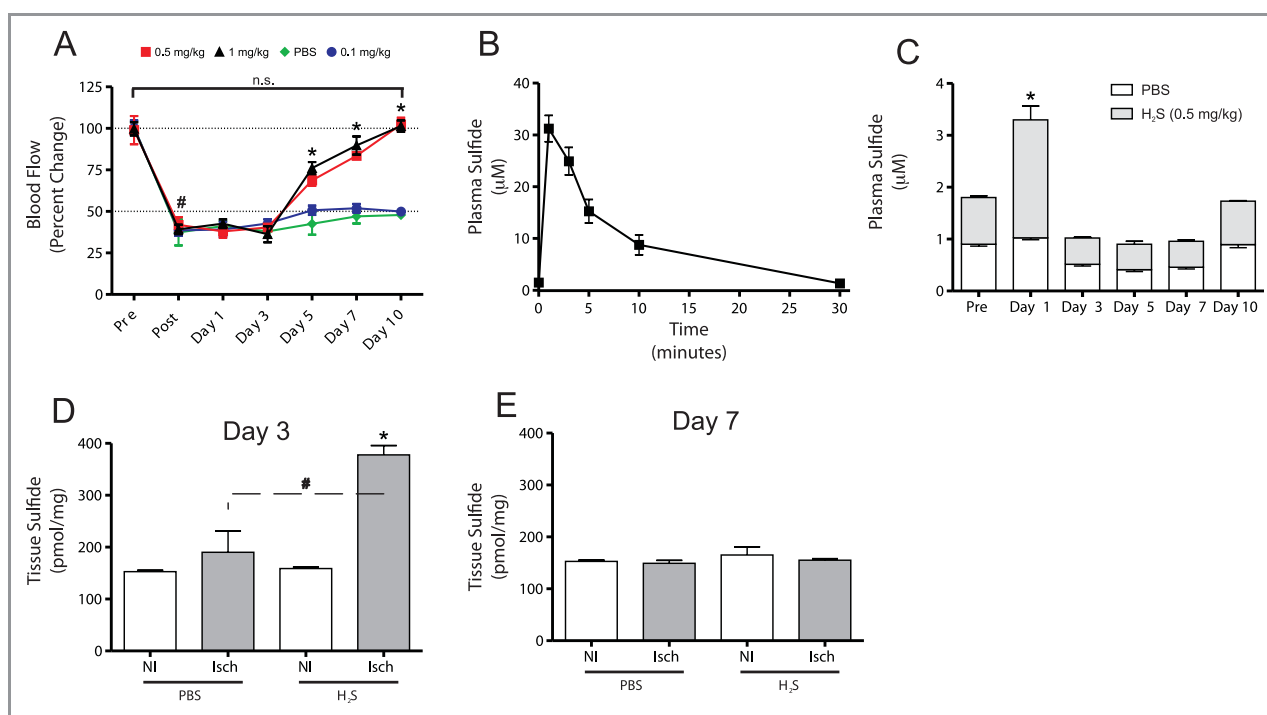 A
0.5 mg/kg 1 mg/kg PBS 0.1 mg/kg
n.s.
125
100
75
50
25
0
Blood Flow
(Percent Change)
#
*
*
*
Pre Post Day 1 Day 3 Day 5 Day 7 Day 10
B
40
30
20
10
0
Plasma Sulfide
(μM)
0 5 10 15 20 25 30
Time
(minutes)
C
PBS
H2S (0.5 mg/kg)
4
3
2
1
0
Plasma Sulfide
(μM)
*
Pre Day 1 Day 3 Day 5 Day 7 Day 10
D
Day 3
400
300
200
100
0
Tissue Sulfide
(pmol/mg)
#
*
NI Isch NI Isch
PBS H2S
E
Day 7
400
300
200
100
0
Tissue Sulfide
(pmol/mg)
NI Isch NI Isch
PBS H2S